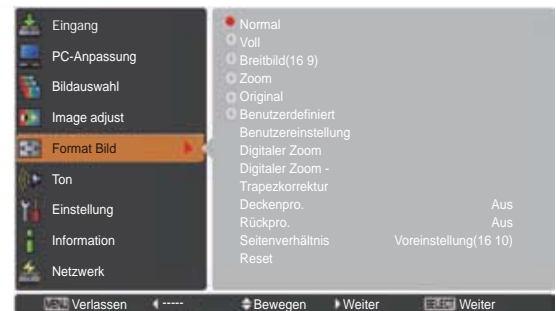 Eingang
PC-Anpassung
Bildauswahl
Image adjust
Format Bild
Ton
Einstellung
Information
Netzwerk
Normal
Voll
Breitbild(16 9)
Zoom
Original
Benutzerdefiniert
Benutzereinstellung
Digitaler Zoom
Digitaler Zoom -
Trapezkorrektur
Deckenpro. Aus
Rückpro. Aus
Seitenverhältnis Voreinstellung(16 10)
Reset
MENU Verlassen ----- Bewegen Weiter SELECT Weiter